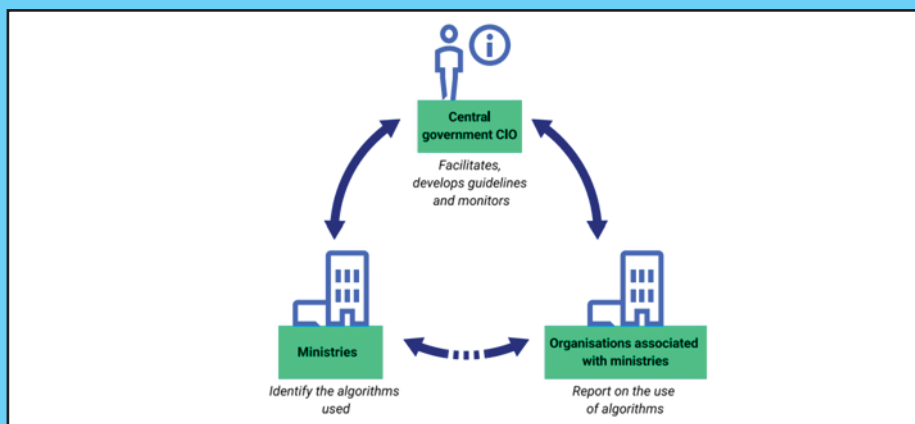 Central
government CIO
Facilitates,
develops guidelines
and monitors
Ministries
Identify the algorithms
used
Organisations associated
with ministries
Report on the use
of algorithms